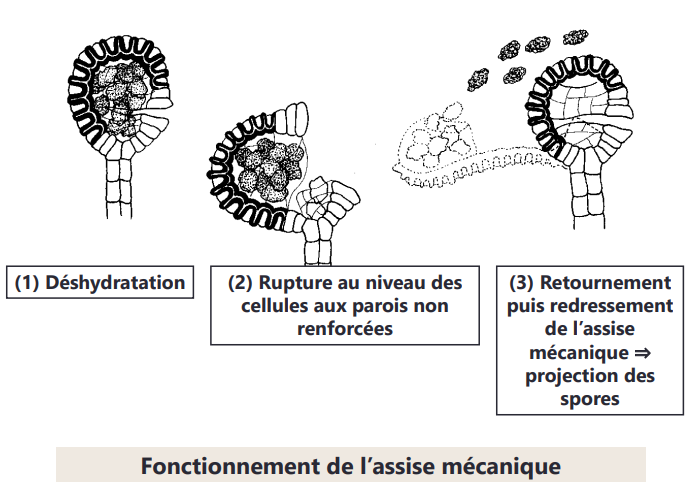 (1) Déshydratation
(2) Rupture au niveau des
cellules aux parois non
renforcées
(3) Retournement
puis redressement
de l’assise
mécanique ⇒
projection des
spores
Fonctionnement de l’assise mécanique